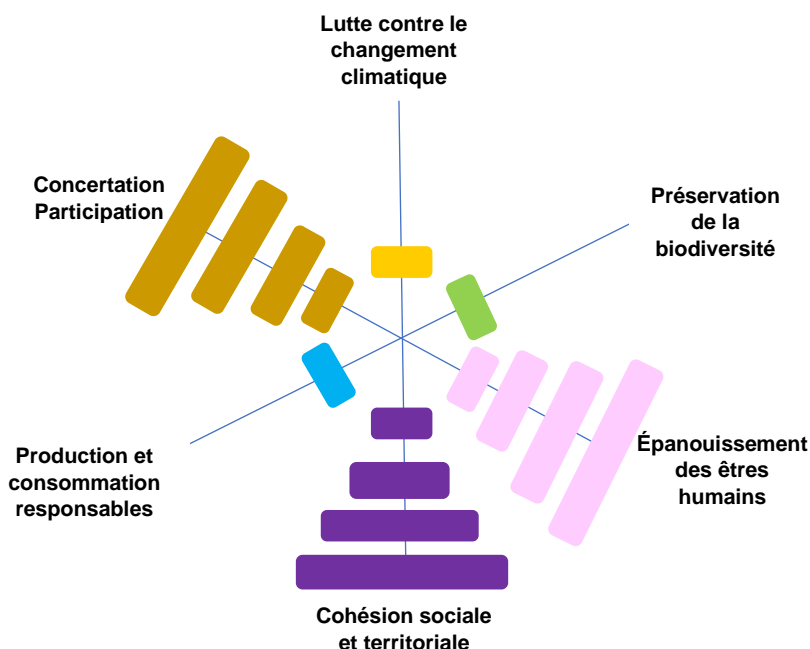 Lutte contre le
changement
climatique
Concertation
Participation
Préservation
de la
biodiversité
Production et
consommation
responsables
Épanouissement
des êtres
humains
Cohésion sociale
et territoriale